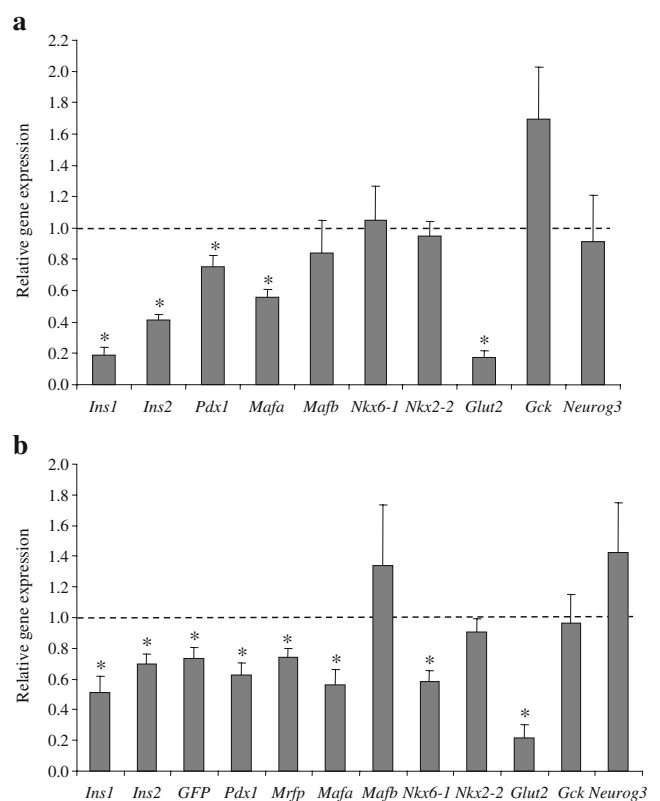 a
2.2
2.0
1.8
1.6
1.4
1.2
1.0
0.8
0.6
0.4
0.2
0.0
Relative gene expression
* * * * *
Ins1 Ins2 Pdx1 Mafa Mafb Nkx6-1 Nkx2-2 Glut2 Gck Neurog3
b
2.0
1.8
1.6
1.4
1.2
1.0
0.8
0.6
0.4
0.2
0.0
Relative gene expression
* * * * * * * *
Ins1 Ins2 GFP Pdx1 Mrfp Mafa Mafb Nkx6-1 Nkx2-2 Glut2 Gck Neurog3